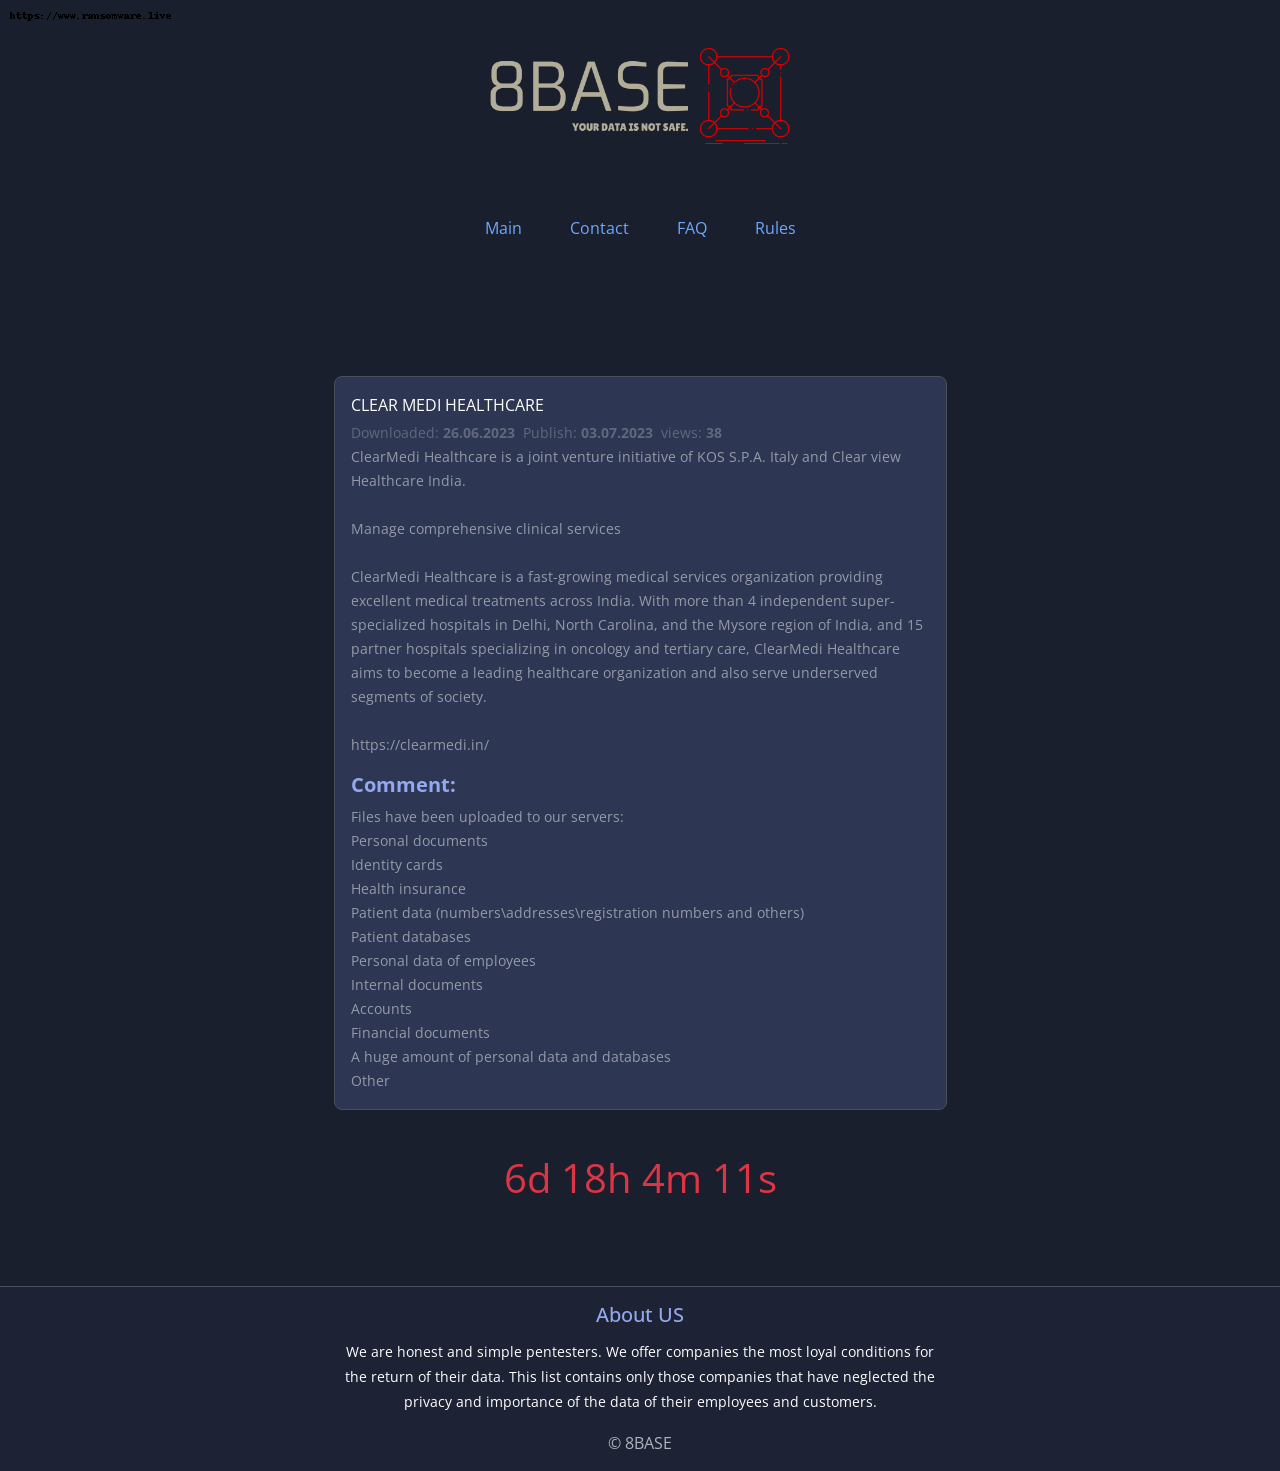 https://www.ransomware.live
8BASE
YOUR DATA IS NOT SAFE.
Main Contact FAQ Rules
CLEAR MEDI HEALTHCARE
Downloaded: 26.06.2023 Publish: 03.07.2023 views: 38
ClearMedi Healthcare is a joint venture initiative of KOS S.P.A. Italy and Clear view
Healthcare India.
Manage comprehensive clinical services
ClearMedi Healthcare is a fast-growing medical services organization providing
excellent medical treatments across India. With more than 4 independent super-
specialized hospitals in Delhi, North Carolina, and the Mysore region of India, and 15
partner hospitals specializing in oncology and tertiary care, ClearMedi Healthcare
aims to become a leading healthcare organization and also serve underserved
segments of society.
https://clearmedi.in/
Comment:
Files have been uploaded to our servers:
Personal documents
Identity cards
Health insurance
Patient data (numbers\addresses\registration numbers and others)
Patient databases
Personal data of employees
Internal documents
Accounts
Financial documents
A huge amount of personal data and databases
Other
6d 18h 4m 11s
About US
We are honest and simple pentesters. We offer companies the most loyal conditions for
the return of their data. This list contains only those companies that have neglected the
privacy and importance of the data of their employees and customers.
© 8BASE